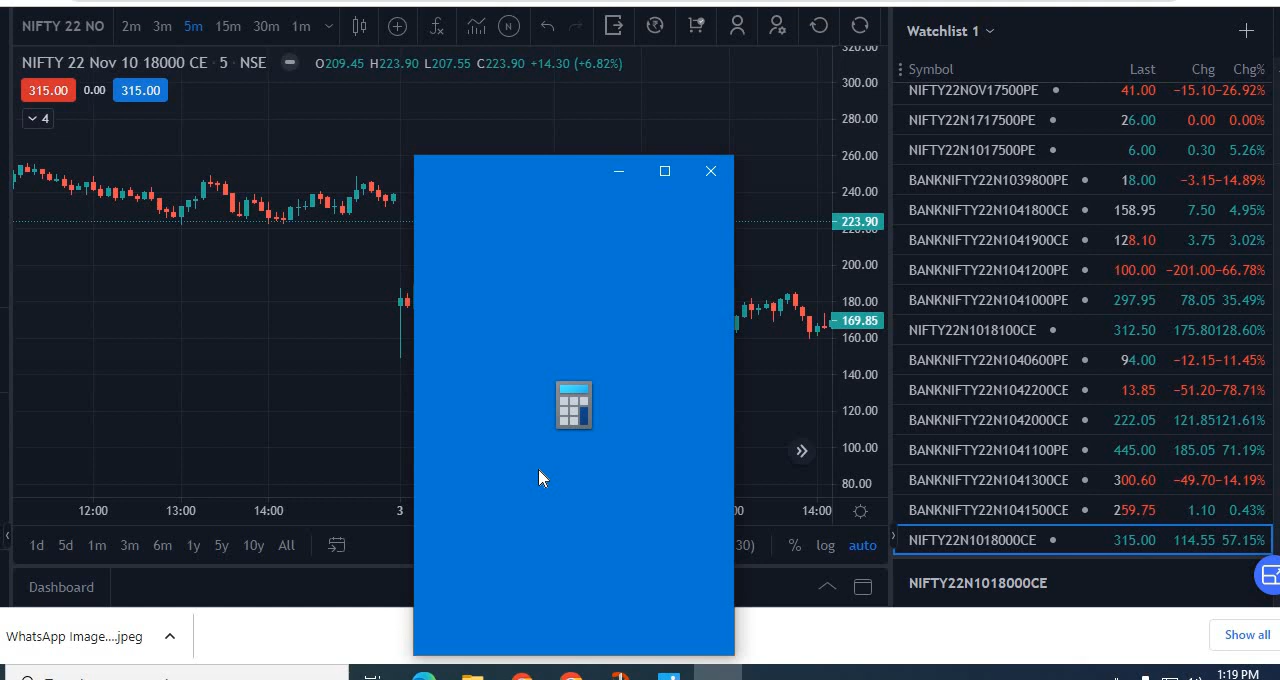 NIFTY 22 NO 2m 3m 5m 15m 30m 1m N
NIFTY 22 Nov 10 18000 CE · 5 · NSE O209.45 H223.90 L207.55 C223.90 +14.30 (+6.82%)
315.00 0.00 315.00
4
320.00
300.00
280.00
260.00
240.00
223.90
220.00
200.00
180.00
169.85
160.00
140.00
120.00
100.00
80.00
12:00 13:00 14:00 3 14:00
1d 5d 1m 3m 6m 1y 5y 10y All 30) % log auto
Dashboard
Watchlist 1
Symbol Last Chg Chg%
NIFTY22NOV17500PE 41.00 −15.10 −26.92%
NIFTY22N1717500PE 26.00 0.00 0.00%
NIFTY22N1017500PE 6.00 0.30 5.26%
BANKNIFTY22N1039800PE 18.00 −3.15 −14.89%
BANKNIFTY22N1041800CE 158.95 7.50 4.95%
BANKNIFTY22N1041900CE 128.10 3.75 3.02%
BANKNIFTY22N1041200PE 100.00 −201.00 −66.78%
BANKNIFTY22N1041000PE 297.95 78.05 35.49%
NIFTY22N1018100CE 312.50 175.80 128.60%
BANKNIFTY22N1040600PE 94.00 −12.15 −11.45%
BANKNIFTY22N1042200CE 13.85 −51.20 −78.71%
BANKNIFTY22N1042000CE 222.05 121.85 121.61%
BANKNIFTY22N1041100PE 445.00 185.05 71.19%
BANKNIFTY22N1041300CE 300.60 −49.70 −14.19%
BANKNIFTY22N1041500CE 259.75 1.10 0.43%
NIFTY22N1018000CE 315.00 114.55 57.15%
NIFTY22N1018000CE
WhatsApp Image....jpeg
Show all
1:19 PM